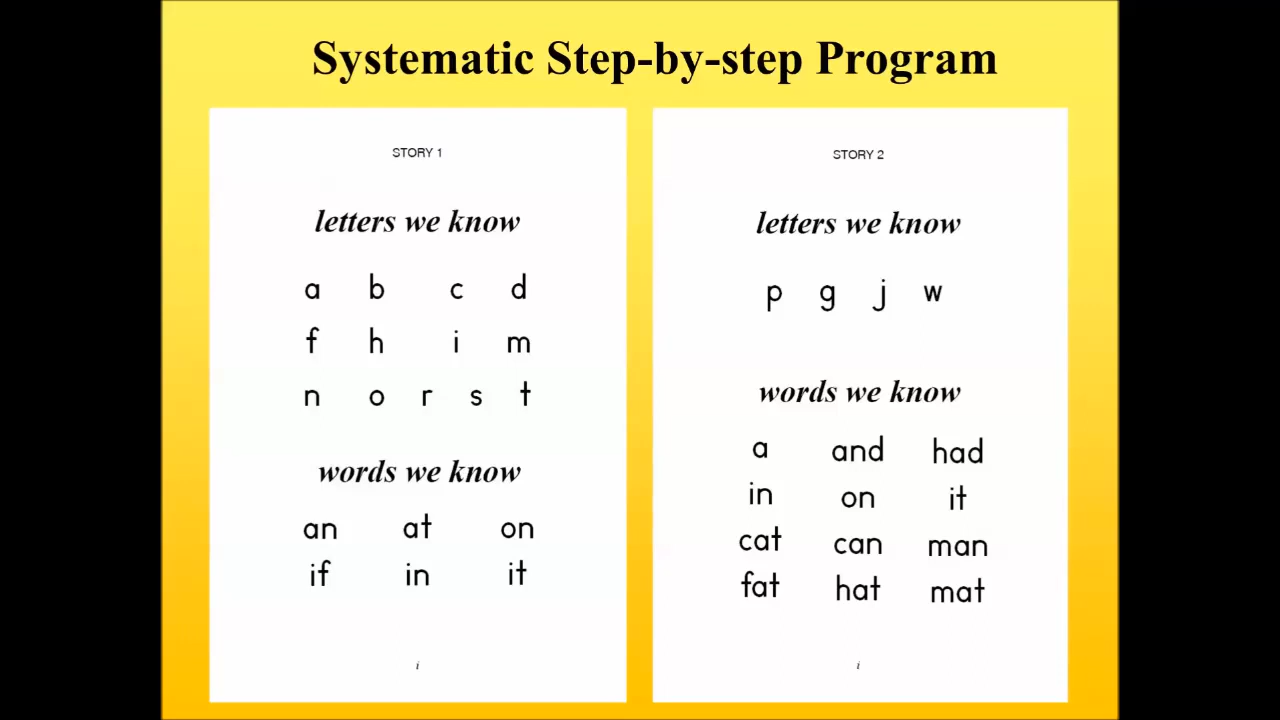 Systematic Step-by-step Program
STORY 1
letters we know
a b c d
f h i m
n o r s t
words we know
an at on
if in it
i
STORY 2
letters we know
p g j w
words we know
a and had
in on it
cat can man
fat hat mat
i